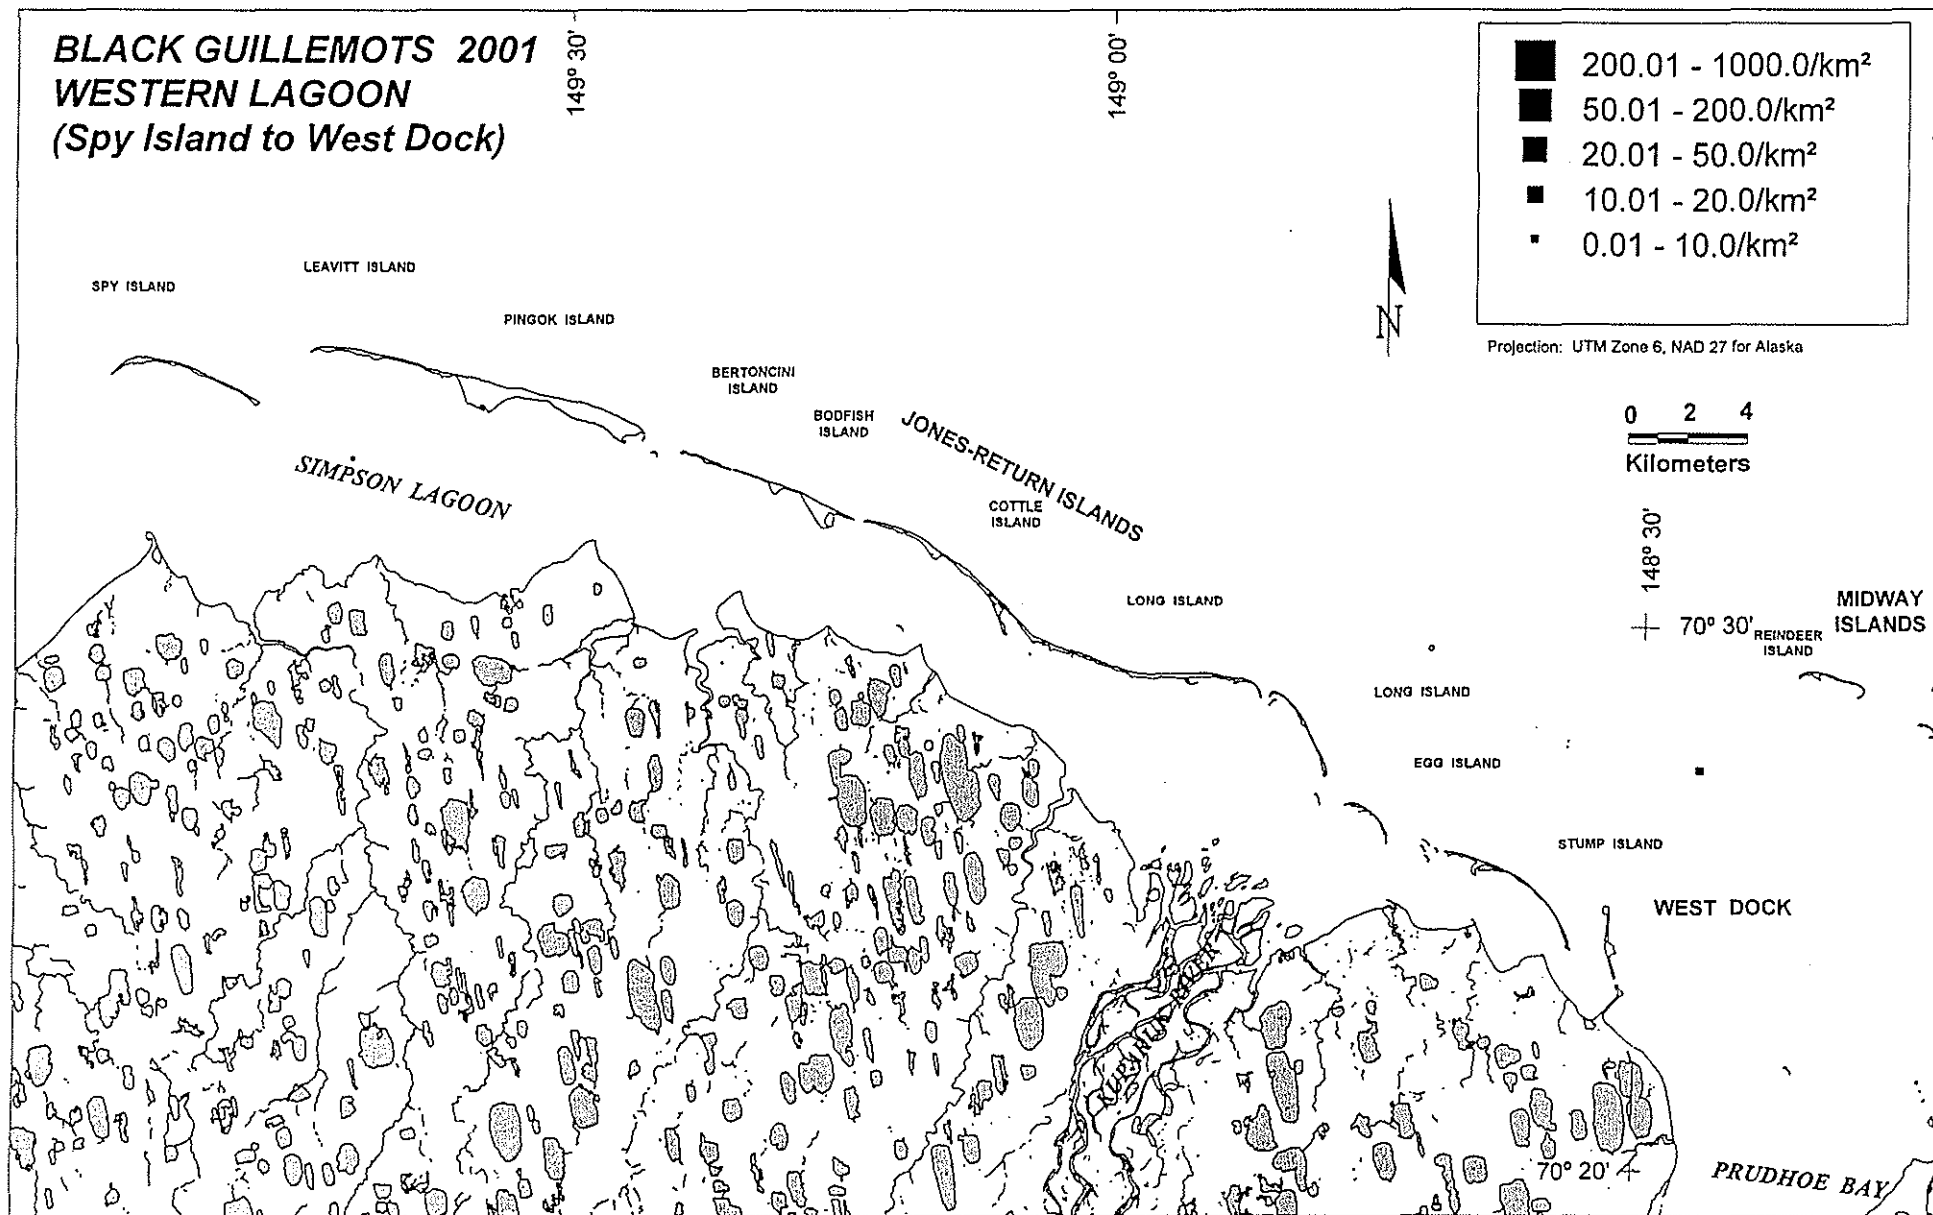 BLACK GUILLEMOTS 2001
WESTERN LAGOON
(Spy Island to West Dock)
149° 30'
149° 00'
200.01 - 1000.0/km²
50.01 - 200.0/km²
20.01 - 50.0/km²
10.01 - 20.0/km²
0.01 - 10.0/km²
Projection: UTM Zone 6, NAD 27 for Alaska
N
0 2 4
Kilometers
SPY ISLAND
LEAVITT ISLAND
PINGOK ISLAND
BERTONCINI
ISLAND
BODFISH
ISLAND
JONES-RETURN ISLANDS
COTTLE
ISLAND
SIMPSON LAGOON
LONG ISLAND
148° 30'
70° 30'
REINDEER
ISLAND
MIDWAY
ISLANDS
LONG ISLAND
EGG ISLAND
STUMP ISLAND
WEST DOCK
KUPARUK RIVER
70° 20'
PRUDHOE BAY